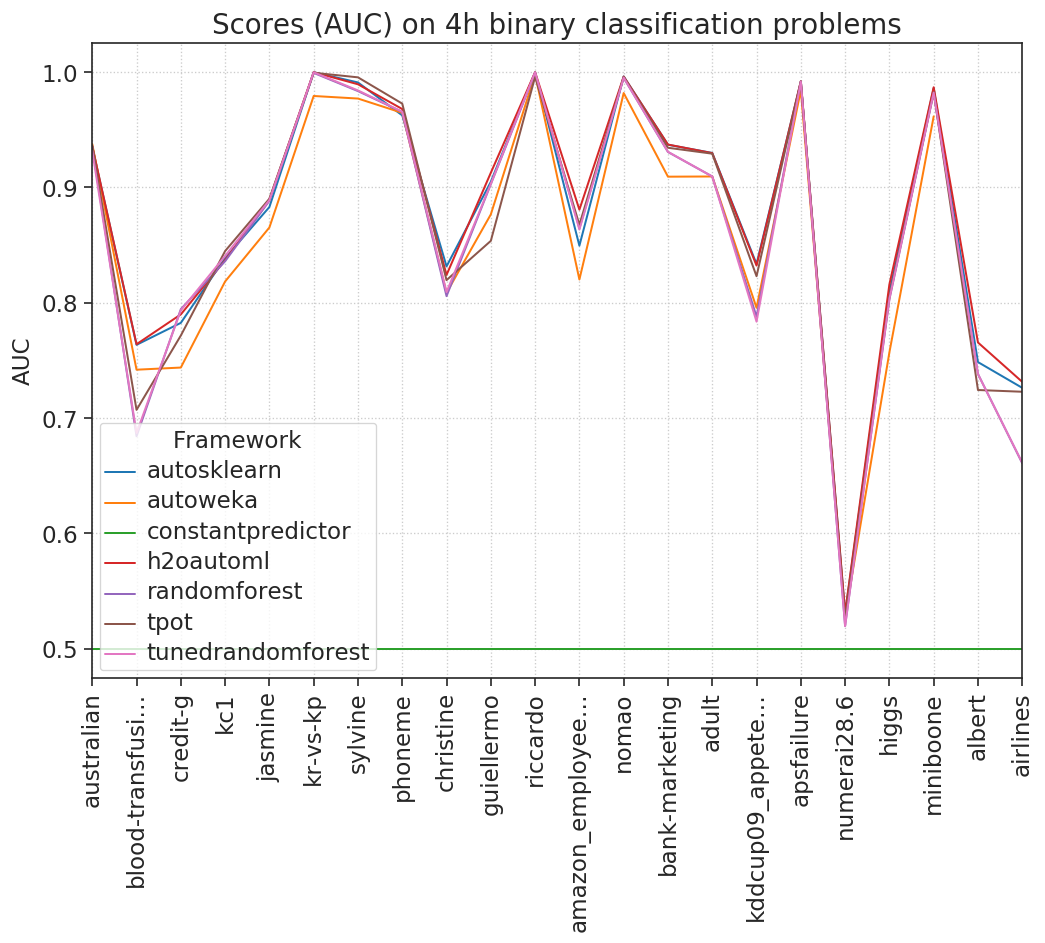 Scores (AUC) on 4h binary classification problems
1.0
0.9
0.8
0.7
0.6
0.5
AUC
Framework
autosklearn
autoweka
constantpredictor
h2oautoml
randomforest
tpot
tunedrandomforest
australian
blood-transfusi...
credit-g
kc1
jasmine
kr-vs-kp
sylvine
phoneme
christine
guiellermo
riccardo
amazon_employee...
nomao
bank-marketing
adult
kddcup09_appete...
apsfailure
numerai28.6
higgs
miniboone
albert
airlines